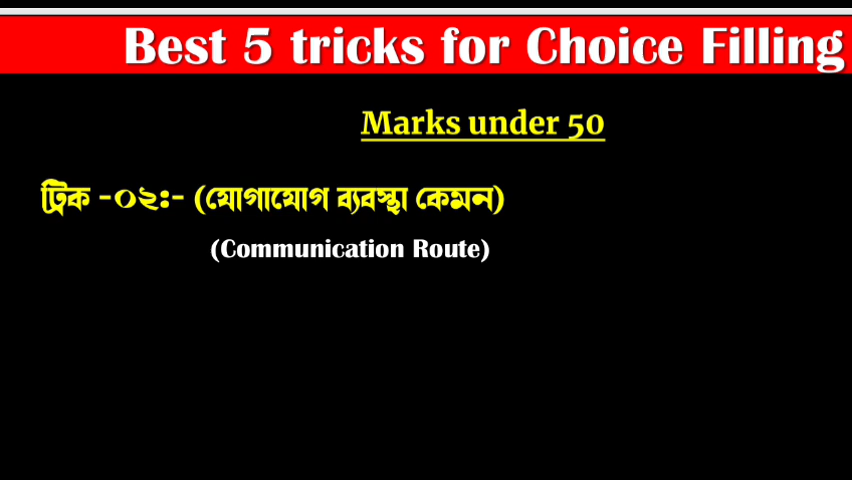 Best 5 tricks for Choice Filling
Marks under 50
ট্রিক -০২:- (যোগাযোগ ব্যবস্থা কেমন)
(Communication Route)